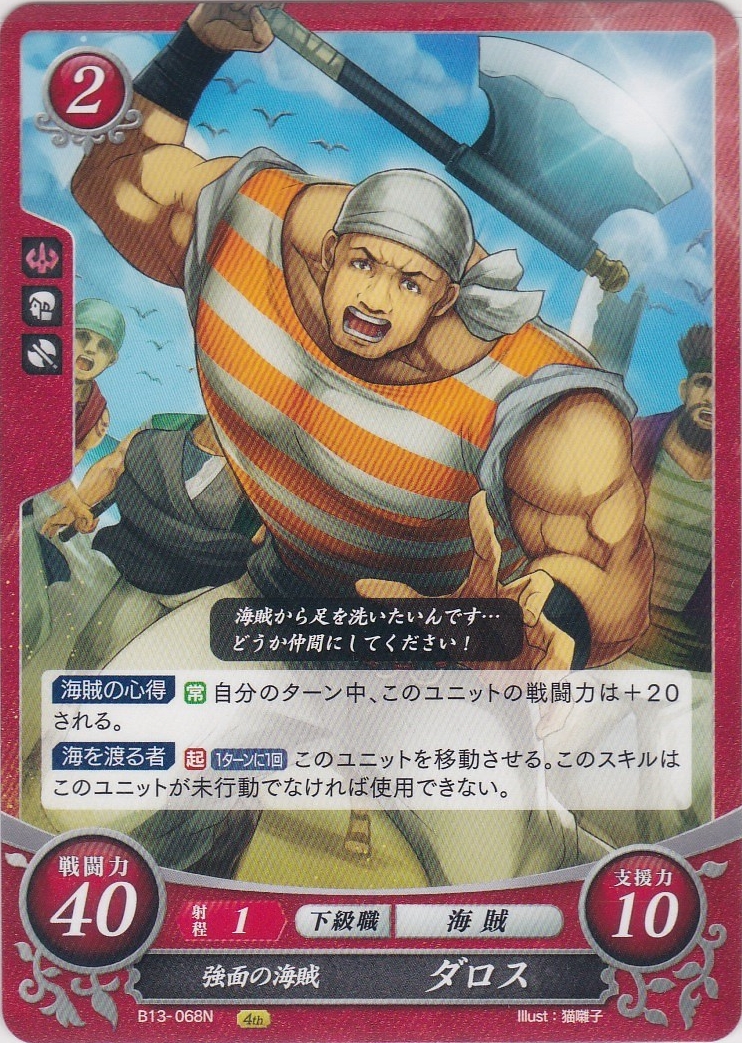 2
海賊から足を洗いたいんです…
どうか仲間にしてください！
海賊の心得 常 自分のターン中、このユニットの戦闘力は＋20
される。
海を渡る者 起 1ターンに1回 このユニットを移動させる。このスキルは
このユニットが未行動でなければ使用できない。
戦闘力
40
射程 1 下級職 海賊
支援力
10
強面の海賊 ダロス
B13-068N 4th Illust：猫囃子